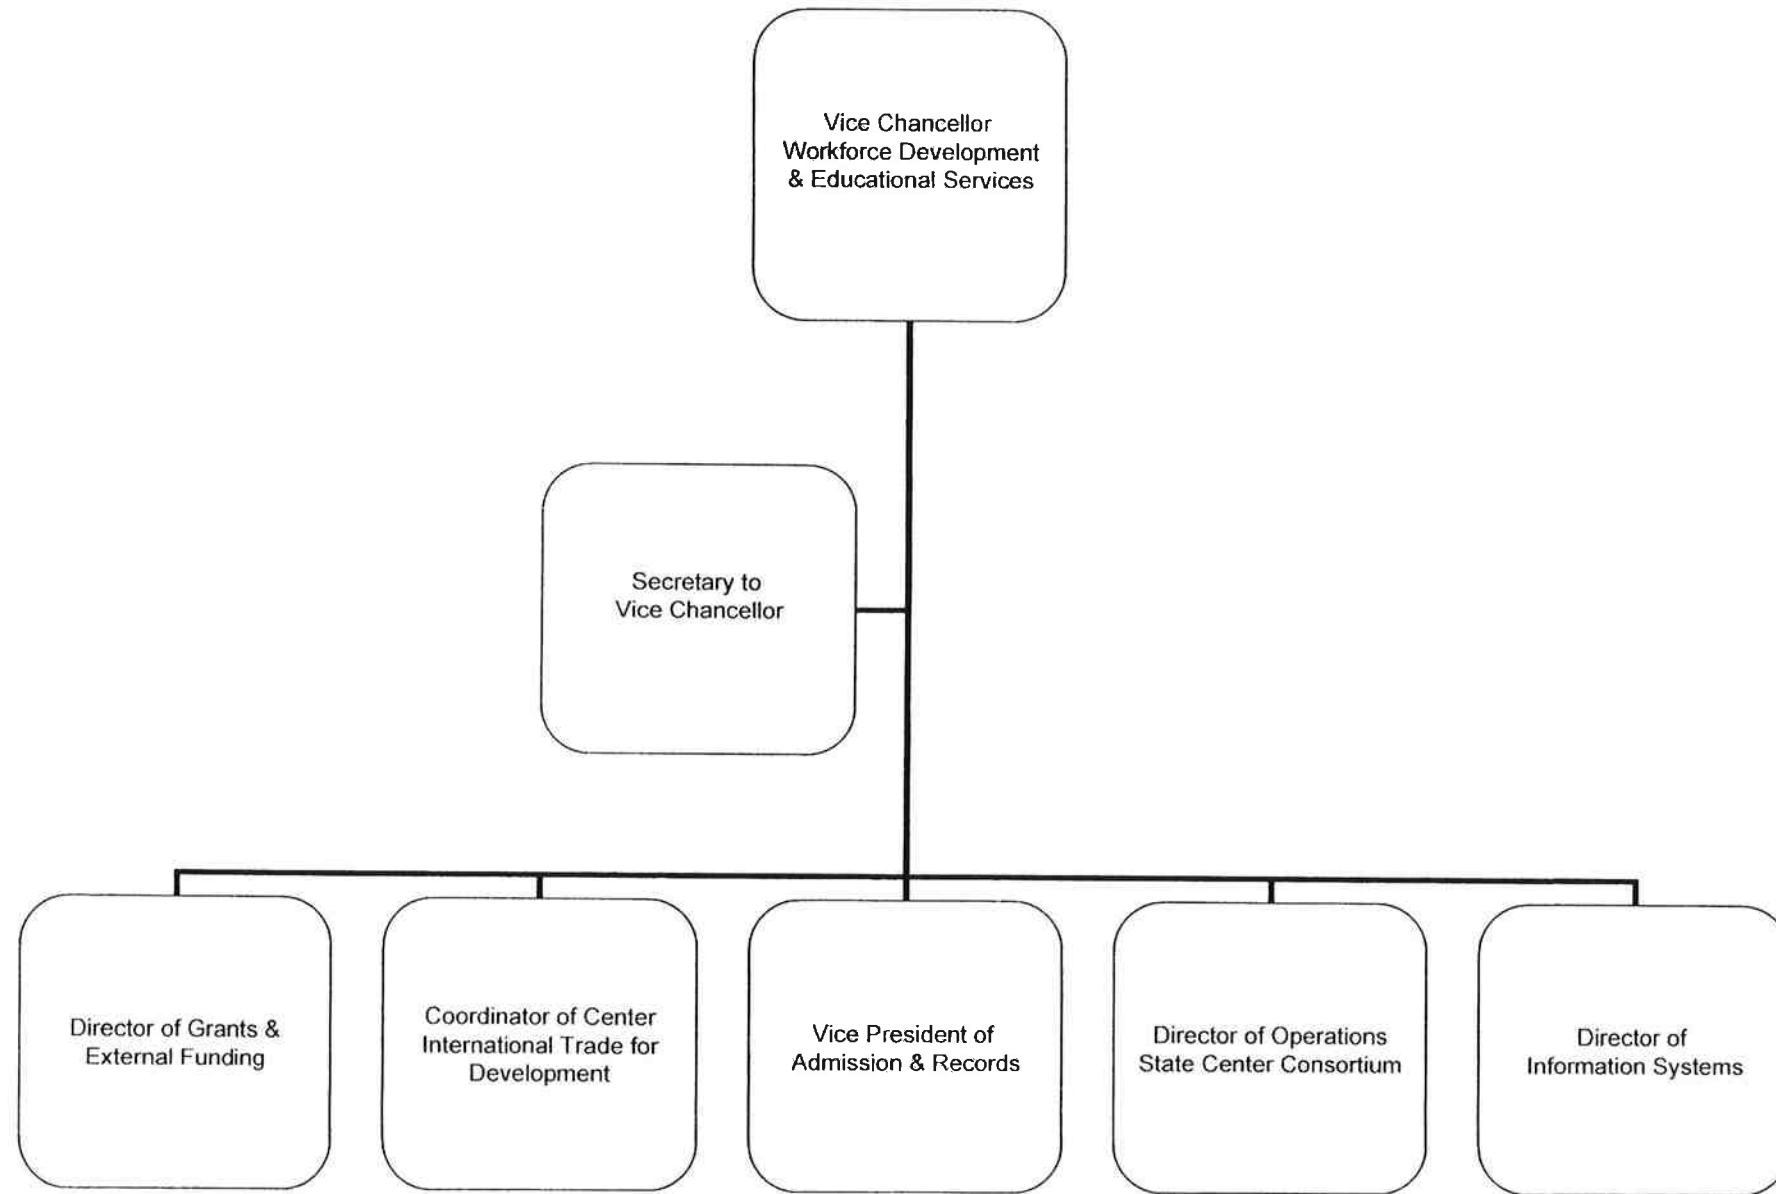 Vice Chancellor
Workforce Development
& Educational Services
Secretary to
Vice Chancellor
Director of Grants &
External Funding
Coordinator of Center
International Trade for
Development
Vice President of
Admission & Records
Director of Operations
State Center Consortium
Director of
Information Systems